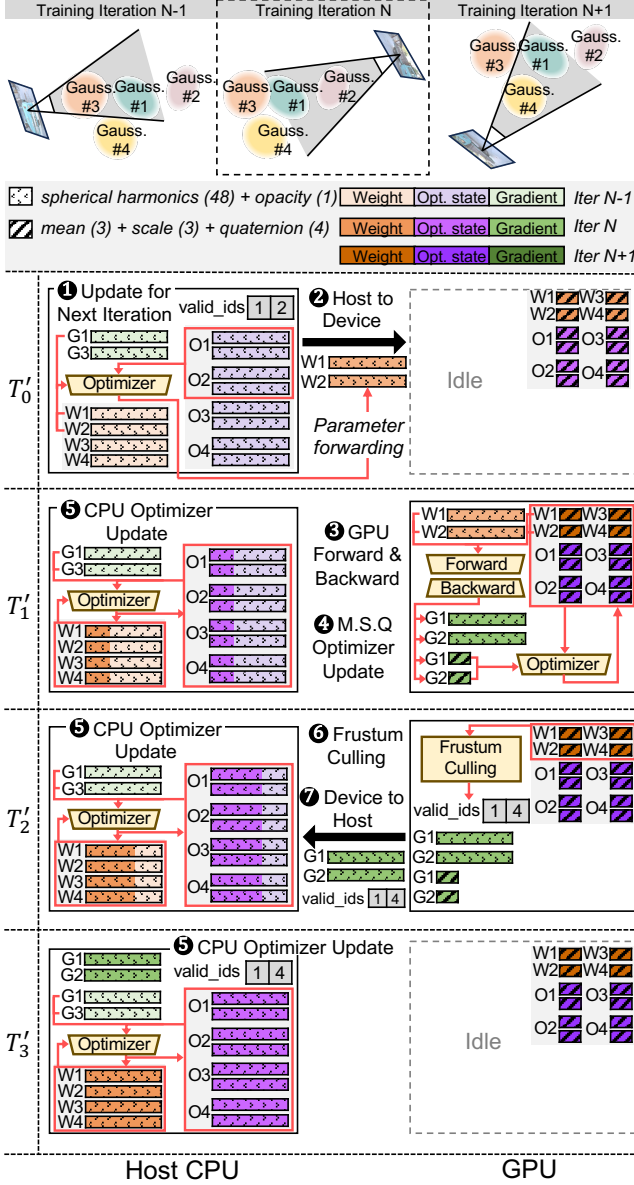 Training Iteration N-1
Training Iteration N
Training Iteration N+1
Gauss. #3
Gauss. #1
Gauss. #2
Gauss. #4
Gauss. #3
Gauss. #1
Gauss. #2
Gauss. #4
Gauss. #3
Gauss. #1
Gauss. #2
Gauss. #4
spherical harmonics (48) + opacity (1)
Weight Opt. state Gradient Iter N-1
mean (3) + scale (3) + quaternion (4)
Weight Opt. state Gradient Iter N
Weight Opt. state Gradient Iter N+1
T′0
❶ Update for
Next Iteration
valid_ids 1 2
G1
G3
Optimizer
W1
W2
W3
W4
O1
O2
O3
O4
❷ Host to
Device
W1
W2
Parameter
forwarding
Idle
W1 W3
W2 W4
O1 O3
O2 O4
T′1
❺ CPU Optimizer
Update
G1
G3
Optimizer
W1
W2
W3
W4
O1
O2
O3
O4
❸ GPU
Forward &
Backward
❹ M.S.Q
Optimizer
Update
W1
W2
Forward
Backward
G1
G2
G1
G2
Optimizer
W1 W3
W2 W4
O1 O3
O2 O4
T′2
❺ CPU Optimizer
Update
G1
G3
Optimizer
W1
W2
W3
W4
O1
O2
O3
O4
❻ Frustum
Culling
❼ Device to
Host
G1
G2
valid_ids 1 4
Frustum
Culling
valid_ids 1 4
G1
G2
G1
G2
W1 W3
W2 W4
O1 O3
O2 O4
T′3
❺ CPU Optimizer Update
G1
G2
valid_ids 1 4
G1
G3
Optimizer
W1
W2
W3
W4
O1
O2
O3
O4
Idle
W1 W3
W2 W4
O1 O3
O2 O4
Host CPU
GPU